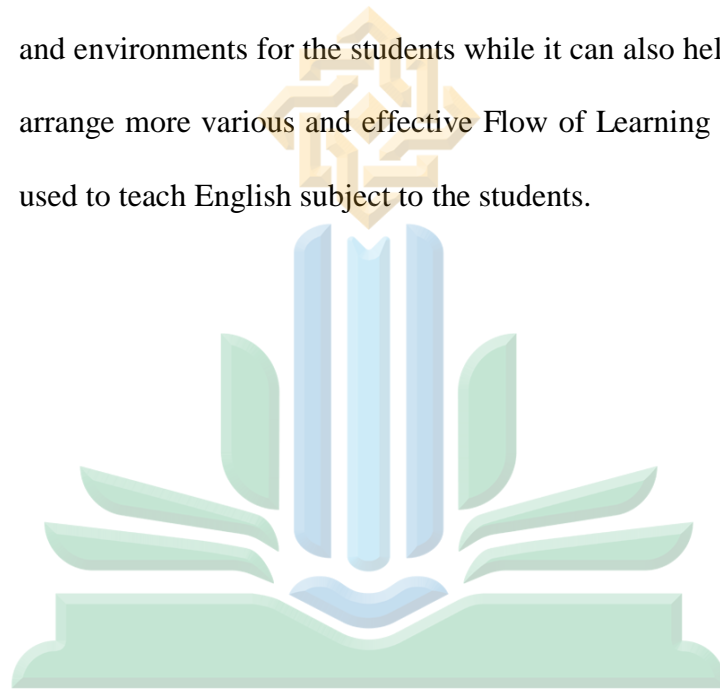 and environments for the students while it can also hel
arrange more various and effective Flow of Learning
used to teach English subject to the students.